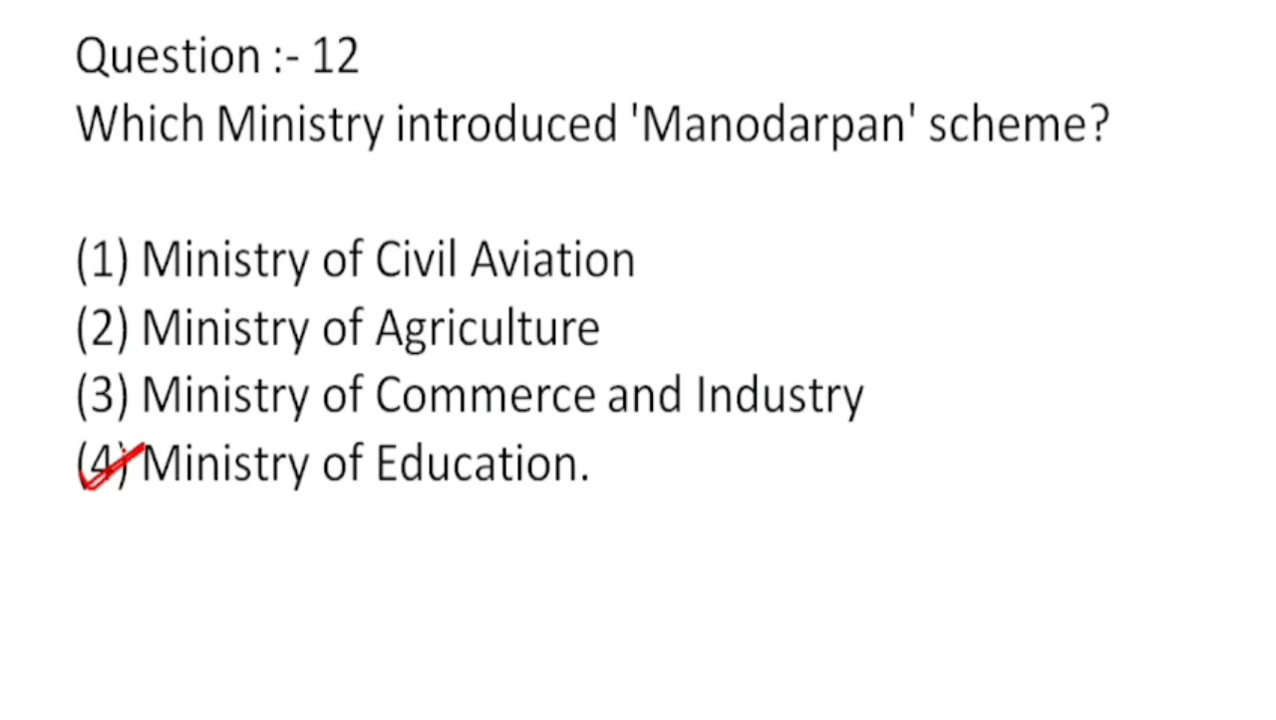 Question :- 12
Which Ministry introduced 'Manodarpan' scheme?
(1) Ministry of Civil Aviation
(2) Ministry of Agriculture
(3) Ministry of Commerce and Industry
(4) Ministry of Education.